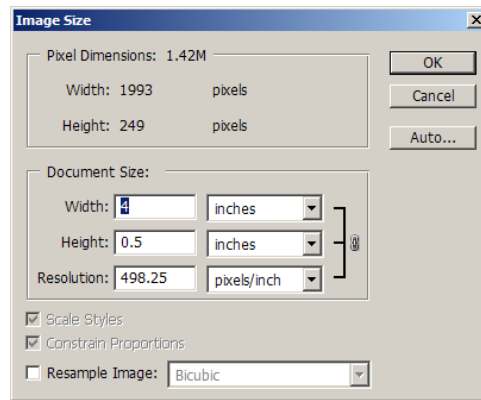 Image Size
Pixel Dimensions: 1.42M
OK
Width: 1993 pixels
Cancel
Height: 249 pixels
Auto...
Document Size:
Width: 4 inches
Height: 0.5 inches
Resolution: 498.25 pixels/inch
Scale Styles
Constrain Proportions
Resample Image: Bicubic